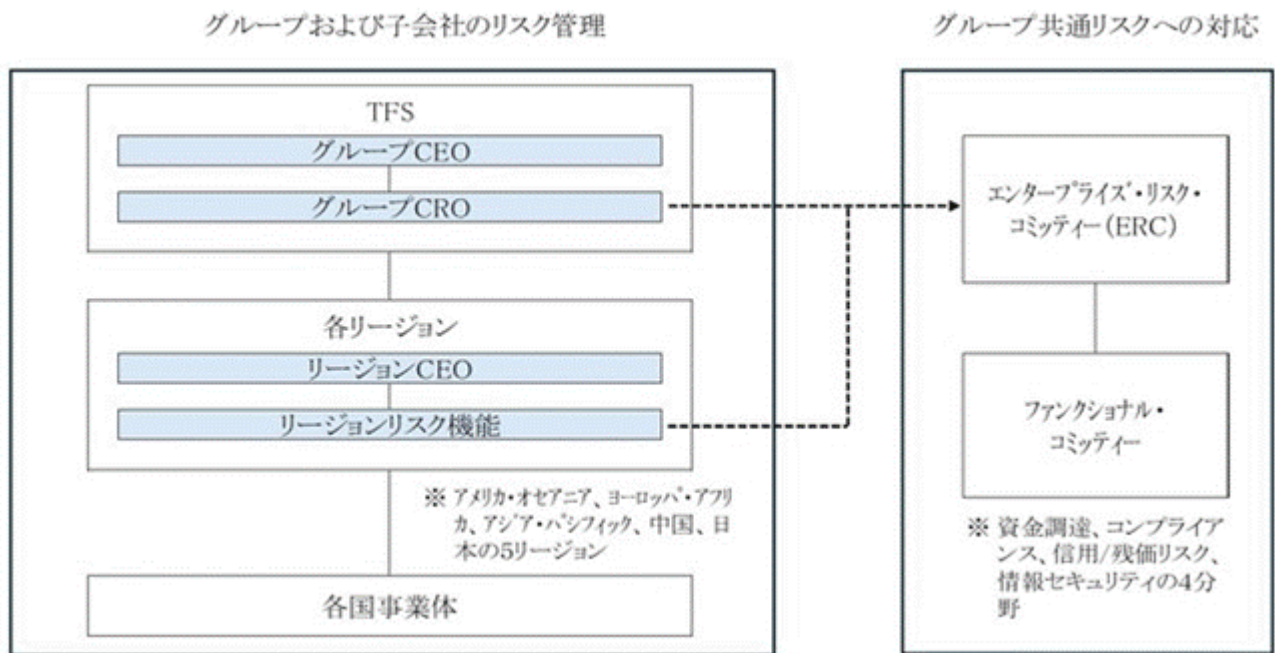 グループおよび子会社のリスク管理
TFS
グループCEO
グループCRO
各リージョン
リージョンCEO
リージョンリスク機能
※ アメリカ・オセアニア、ヨーロッパ・アフリ
カ、アジア・パシフィック、中国、日
本の5リージョン
各国事業体
グループ共通リスクへの対応
エンタープライズ・リスク・
コミッティー(ERC)
ファンクショナル・
コミッティー
※ 資金調達、コンプライア
ンス、信用/残価リスク、
情報セキュリティの4分
野